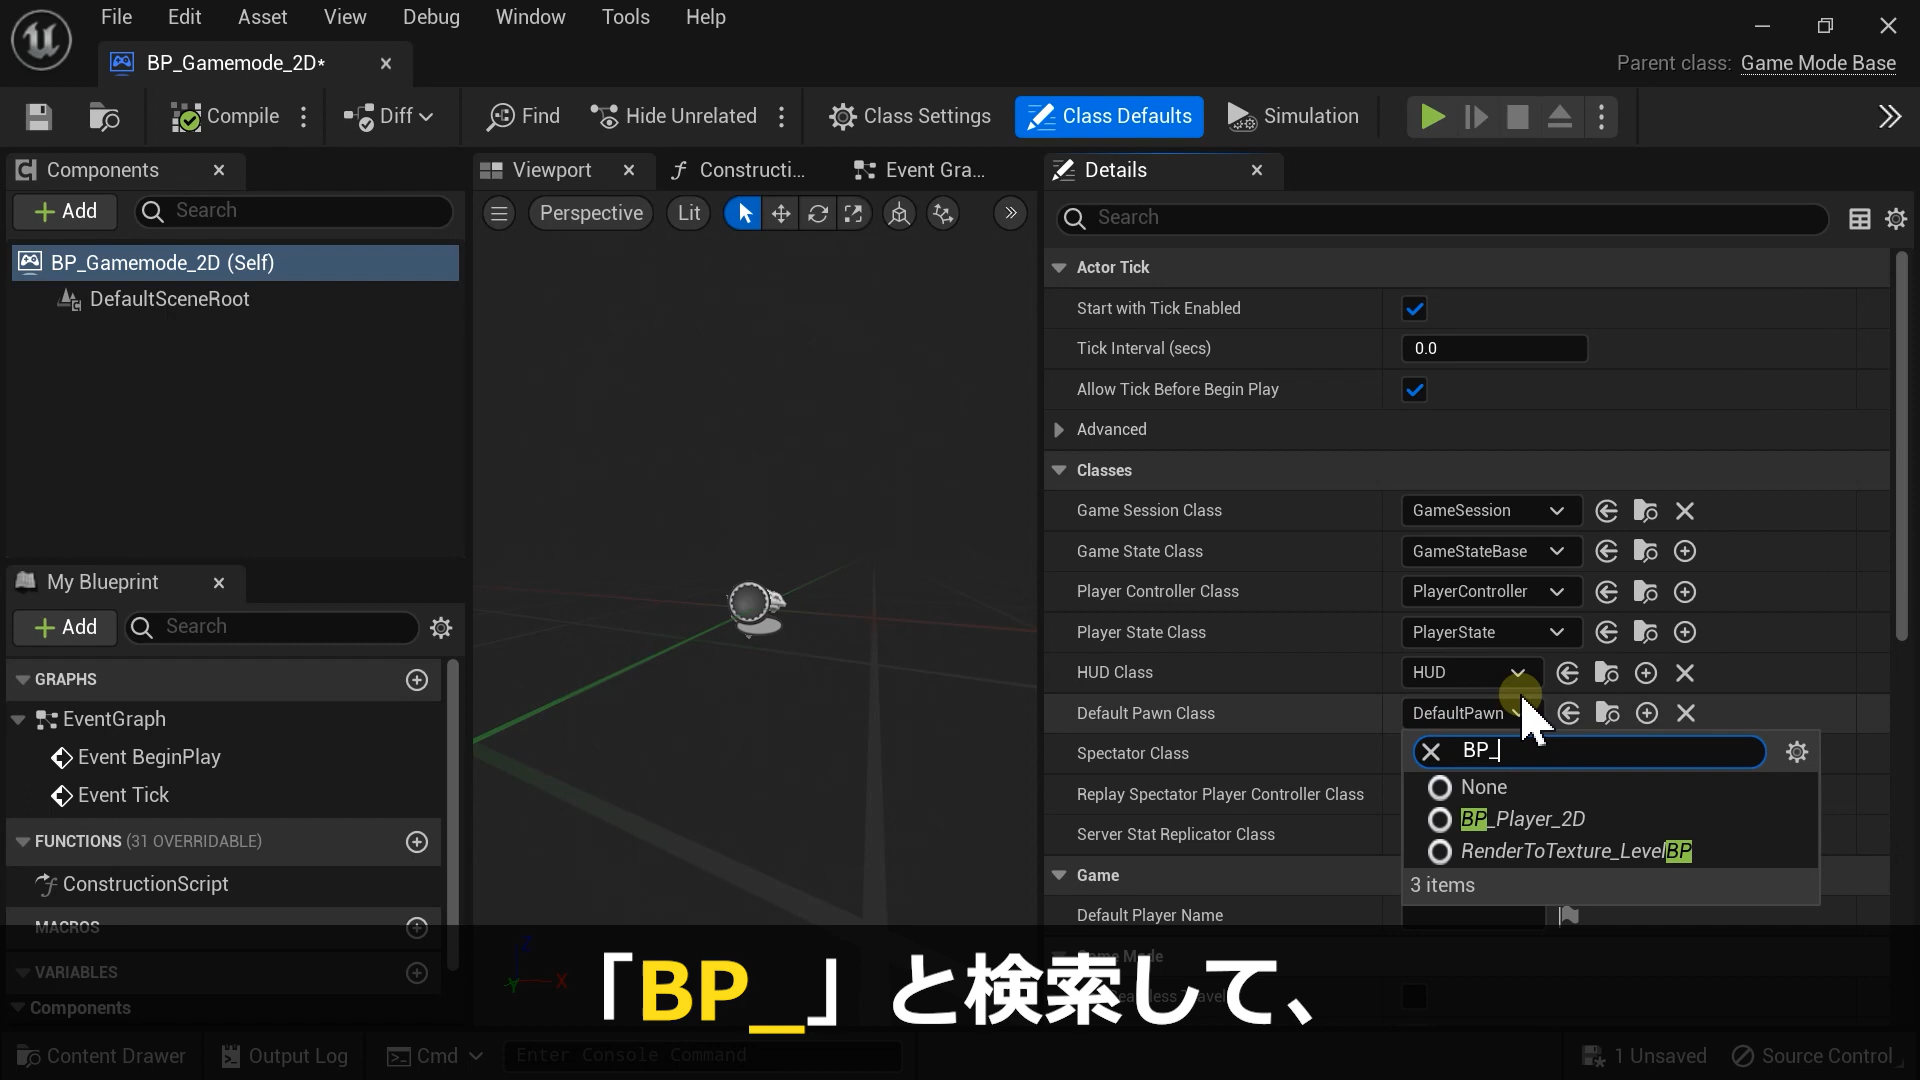 File Edit Asset View Debug Window Tools Help
BP_Gamemode_2D*
Parent class: Game Mode Base
Compile Diff Find Hide Unrelated Class Settings Class Defaults Simulation
Components
Add Search
BP_Gamemode_2D (Self)
DefaultSceneRoot
My Blueprint
Add Search
GRAPHS
EventGraph
Event BeginPlay
Event Tick
FUNCTIONS (31 OVERRIDABLE)
ConstructionScript
MACROS
VARIABLES
Components
Viewport Constructi... Event Gra...
Perspective Lit
Details
Search
Actor Tick
Start with Tick Enabled
Tick Interval (secs) 0.0
Allow Tick Before Begin Play
Advanced
Classes
Game Session Class GameSession
Game State Class GameStateBase
Player Controller Class PlayerController
Player State Class PlayerState
HUD Class HUD
Default Pawn Class DefaultPawn
Spectator Class
Replay Spectator Player Controller Class
Server Stat Replicator Class
BP_
None
BP_Player_2D
RenderToTexture_LevelBP
3 items
Game
Default Player Name
「BP_」と検索して、
Content Drawer Output Log Cmd Enter Console Command
1 Unsaved Source Control